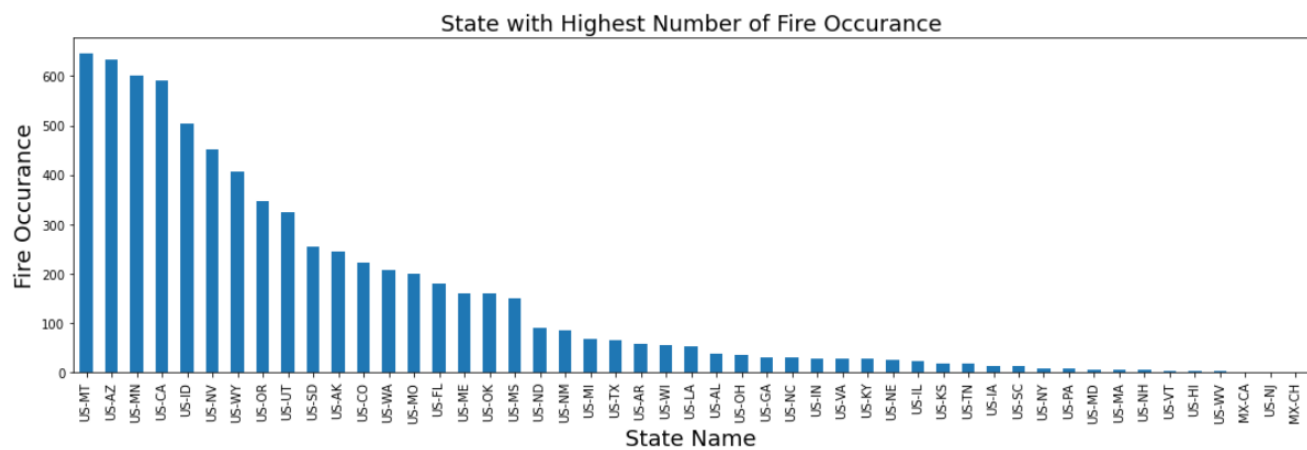 State with Highest Number of Fire Occurance
Fire Occurance
600
500
400
300
200
100
0
US-MT
US-AZ
US-MN
US-CA
US-ID
US-NV
US-WY
US-OR
US-UT
US-SD
US-AK
US-CO
US-WA
US-MO
US-FL
US-ME
US-OK
US-MS
US-ND
US-NM
US-MI
US-TX
US-AR
US-WI
US-LA
US-AL
US-OH
US-GA
US-NC
US-IN
US-VA
US-KY
US-NE
US-IL
US-KS
US-TN
US-IA
US-SC
US-NY
US-PA
US-MD
US-MA
US-NH
US-VT
US-HI
US-WV
MX-CA
US-NJ
MX-CH
State Name